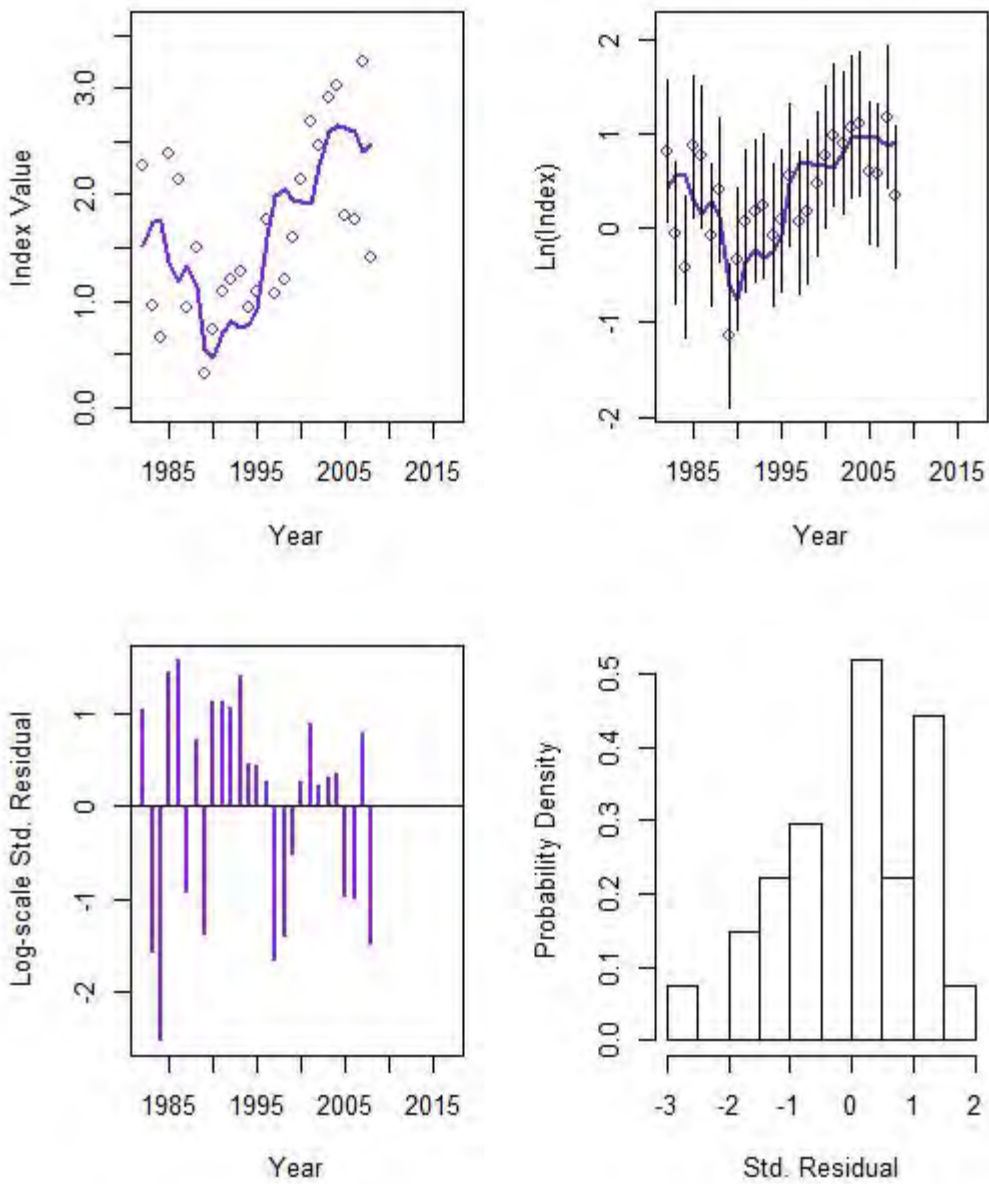 Index Value
3.0
2.0
1.0
0.0
1985 1995 2005 2015
Year
Ln(Index)
2
1
0
-1
-2
1985 1995 2005 2015
Year
Log-scale Std. Residual
1
0
-1
-2
1985 1995 2005 2015
Year
Probability Density
0.5
0.4
0.3
0.2
0.1
0.0
-3 -2 -1 0 1 2
Std. Residual